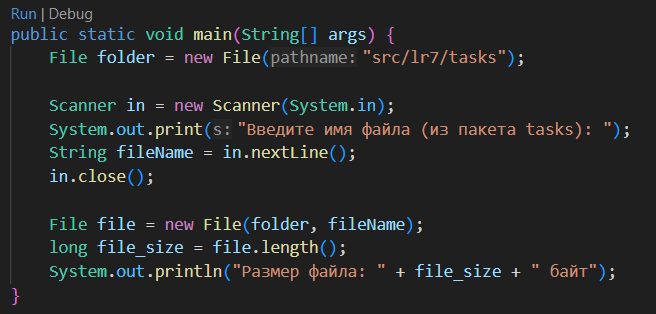 Run | Debug
public static void main(String[] args) {
    File folder = new File(pathname: "src/lr7/tasks");

    Scanner in = new Scanner(System.in);
    System.out.print(s: "Введите имя файла (из пакета tasks): ");
    String fileName = in.nextLine();
    in.close();

    File file = new File(folder, fileName);
    long file_size = file.length();
    System.out.println("Размер файла: " + file_size + " байт");
}